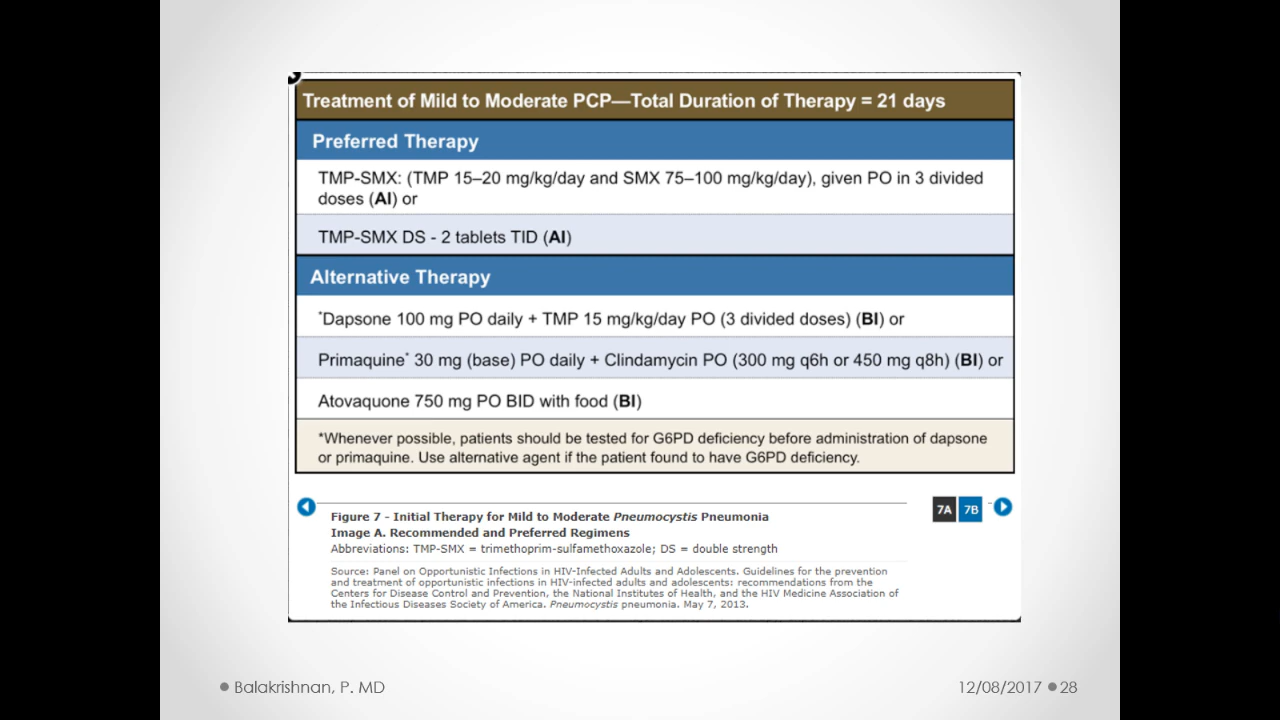 Treatment of Mild to Moderate PCP—Total Duration of Therapy = 21 days
Preferred Therapy
TMP-SMX: (TMP 15–20 mg/kg/day and SMX 75–100 mg/kg/day), given PO in 3 divided
doses (AI) or
TMP-SMX DS - 2 tablets TID (AI)
Alternative Therapy
*Dapsone 100 mg PO daily + TMP 15 mg/kg/day PO (3 divided doses) (BI) or
Primaquine* 30 mg (base) PO daily + Clindamycin PO (300 mg q6h or 450 mg q8h) (BI) or
Atovaquone 750 mg PO BID with food (BI)
*Whenever possible, patients should be tested for G6PD deficiency before administration of dapsone
or primaquine. Use alternative agent if the patient found to have G6PD deficiency.
7A 7B
Figure 7 - Initial Therapy for Mild to Moderate Pneumocystis Pneumonia
Image A. Recommended and Preferred Regimens
Abbreviations: TMP-SMX = trimethoprim-sulfamethoxazole; DS = double strength
Source: Panel on Opportunistic Infections in HIV-Infected Adults and Adolescents. Guidelines for the prevention
and treatment of opportunistic infections in HIV-infected adults and adolescents: recommendations from the
Centers for Disease Control and Prevention, the National Institutes of Health, and the HIV Medicine Association of
the Infectious Diseases Society of America. Pneumocystis pneumonia. May 7, 2013.
Balakrishnan, P. MD
12/08/2017 28